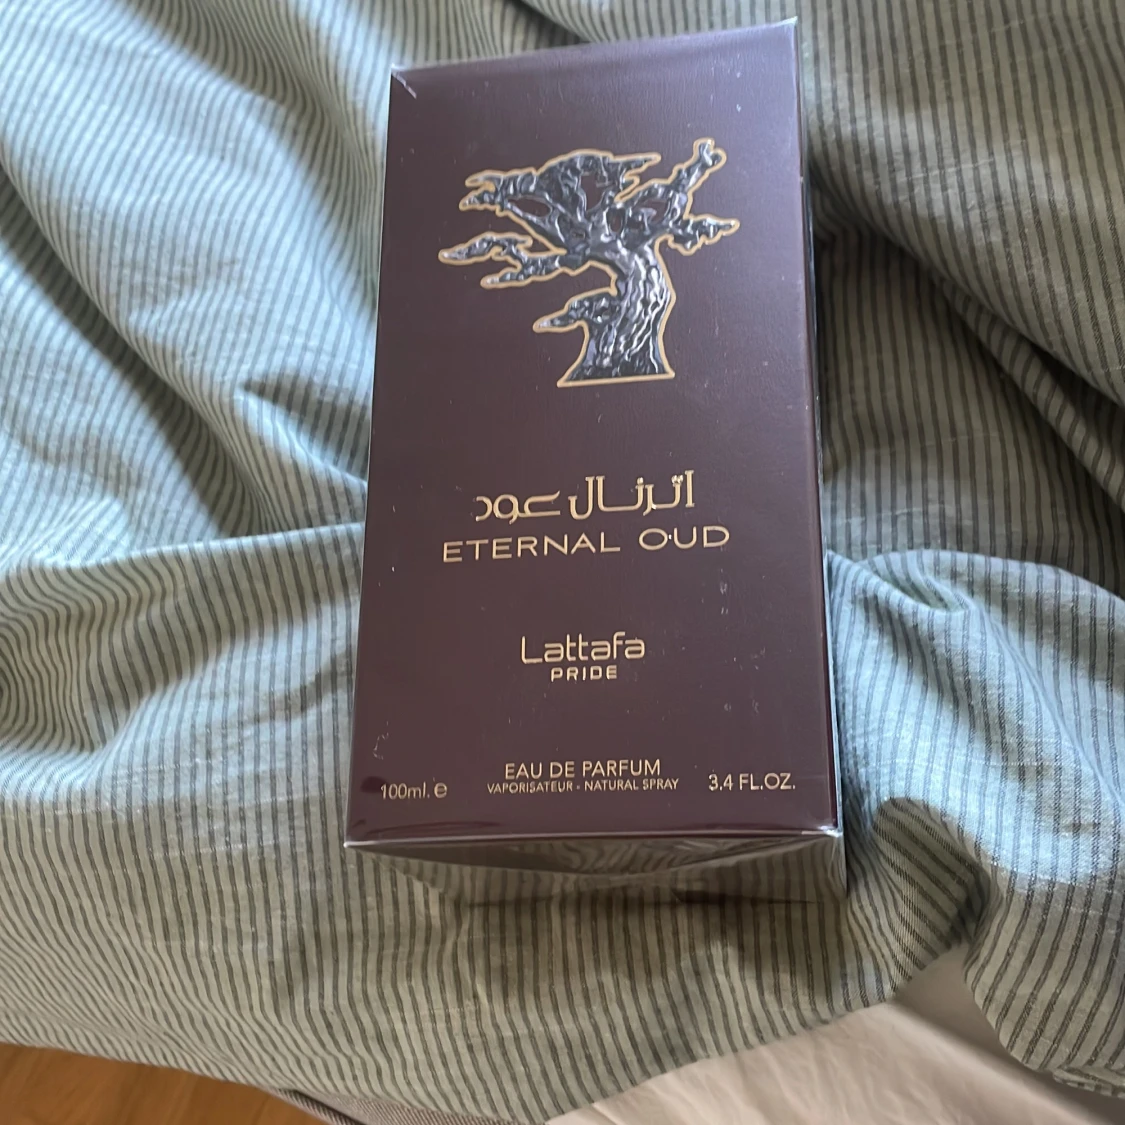 اترنال عود
ETERNAL OUD
Lattafa
PRIDE
EAU DE PARFUM
100ml. e VAPORISATEUR - NATURAL SPRAY 3.4 FL.OZ.